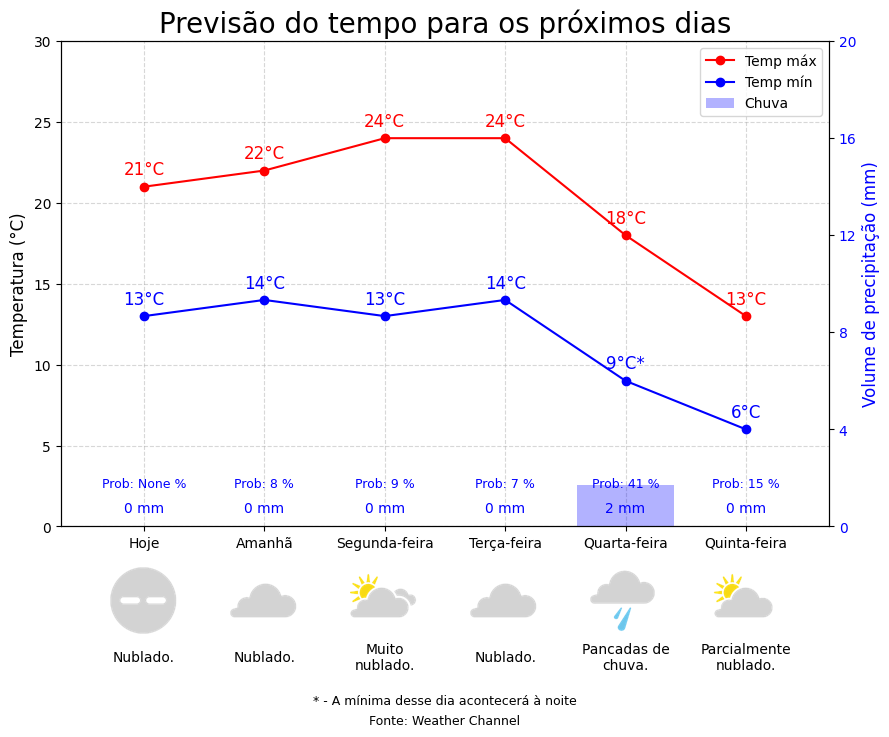 Previsão do tempo para os próximos dias
30
25
20
15
10
5
0
Temperatura (°C)
20
16
12
8
4
0
Volume de precipitação (mm)
Temp máx
Temp mín
Chuva
21°C
22°C
24°C
24°C
18°C
13°C
13°C
14°C
13°C
14°C
9°C*
6°C
Prob: None %
Prob: 8 %
Prob: 9 %
Prob: 7 %
Prob: 41 %
Prob: 15 %
0 mm
0 mm
0 mm
0 mm
2 mm
0 mm
Hoje
Amanhã
Segunda-feira
Terça-feira
Quarta-feira
Quinta-feira
Nublado.
Nublado.
Muito
nublado.
Nublado.
Pancadas de
chuva.
Parcialmente
nublado.
* - A mínima desse dia acontecerá à noite
Fonte: Weather Channel